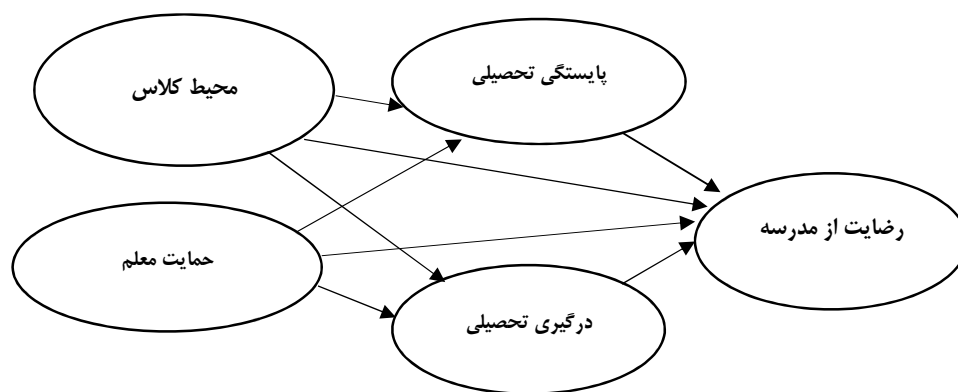 پایستگی تحصیلی
محیط کلاس
رضایت از مدرسه
حمایت معلم
درگیری تحصیلی